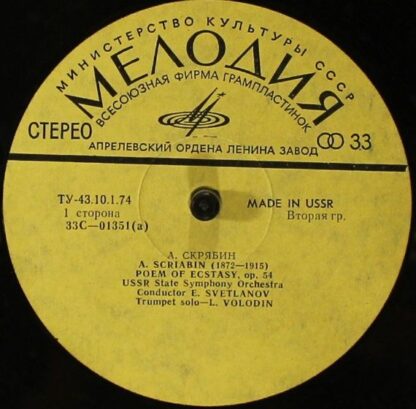 МИНИСТЕРСТВО КУЛЬТУРЫ СССР
МЕЛОДИЯ
ВСЕСОЮЗНАЯ ФИРМА ГРАМПЛАСТИНОК
СТЕРЕО
33
АПРЕЛЕВСКИЙ ОРДЕНА ЛЕНИНА ЗАВОД
ТУ-43.10.1.74
MADE IN USSR
1 сторона
Вторая гр.
33С—01351(а)
А. СКРЯБИН
A. SCRIABIN (1872—1915)
POEM OF ECSTASY, op. 54
USSR State Symphony Orchestra
Conductor E. SVETLANOV
Trumpet solo—L. VOLODIN